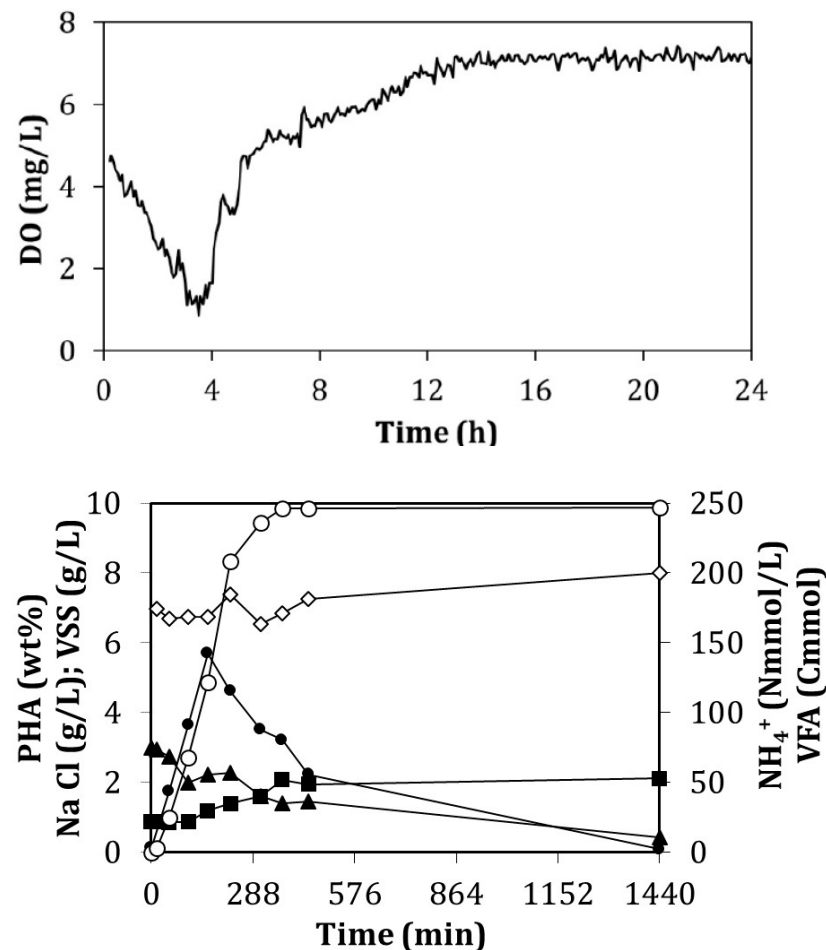 8
6
4
2
0
DO (mg/L)
0 4 8 12 16 20 24
Time (h)
10
8
6
4
2
0
PHA (wt%)
Na Cl (g/L); VSS (g/L)
250
200
150
100
50
0
NH₄⁺ (Nmmol/L)
VFA (Cmmol)
0 288 576 864 1152 1440
Time (min)